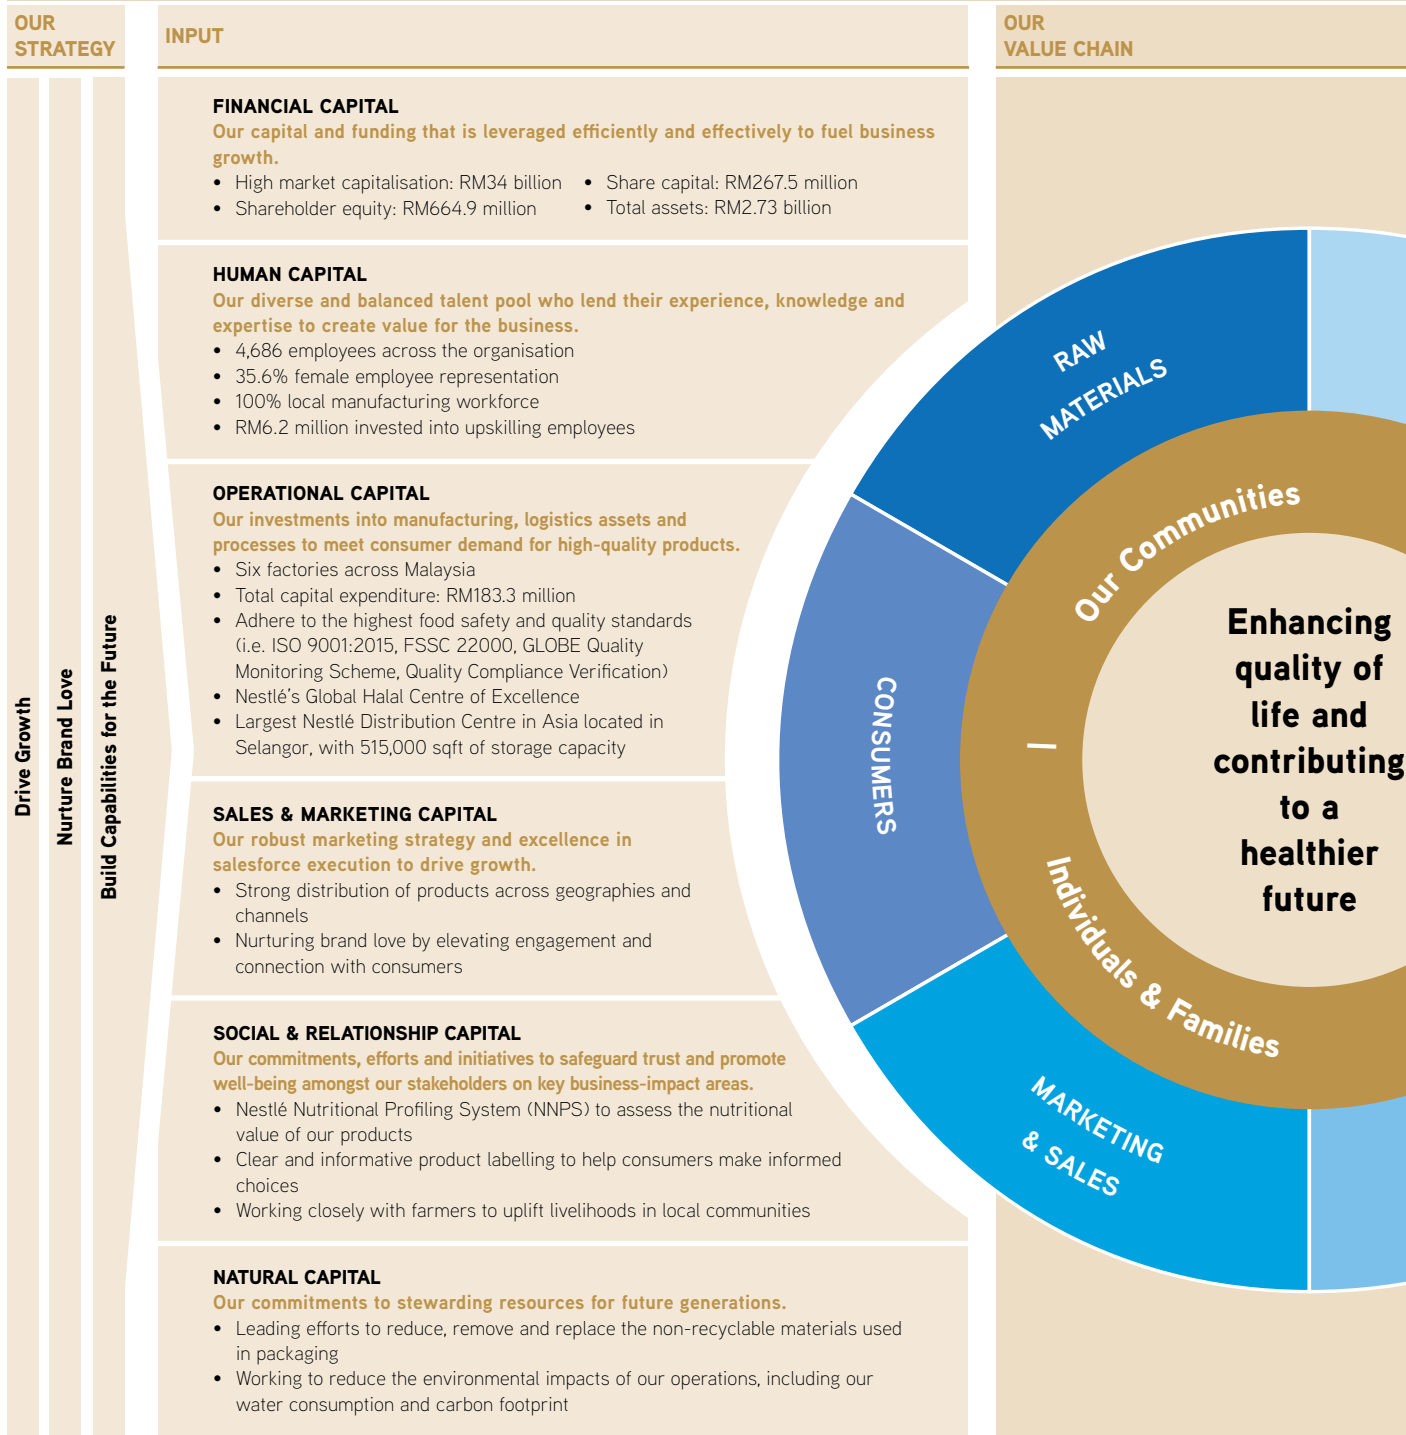 OUR
STRATEGY
INPUT
OUR
VALUE CHAIN
Drive Growth
Nurture Brand Love
Build Capabilities for the Future
FINANCIAL CAPITAL
Our capital and funding that is leveraged efficiently and effectively to fuel business
growth.
• High market capitalisation: RM34 billion
• Shareholder equity: RM664.9 million
• Share capital: RM267.5 million
• Total assets: RM2.73 billion
HUMAN CAPITAL
Our diverse and balanced talent pool who lend their experience, knowledge and
expertise to create value for the business.
• 4,686 employees across the organisation
• 35.6% female employee representation
• 100% local manufacturing workforce
• RM6.2 million invested into upskilling employees
OPERATIONAL CAPITAL
Our investments into manufacturing, logistics assets and
processes to meet consumer demand for high-quality products.
• Six factories across Malaysia
• Total capital expenditure: RM183.3 million
• Adhere to the highest food safety and quality standards
(i.e. ISO 9001:2015, FSSC 22000, GLOBE Quality
Monitoring Scheme, Quality Compliance Verification)
• Nestlé's Global Halal Centre of Excellence
• Largest Nestlé Distribution Centre in Asia located in
Selangor, with 515,000 sqft of storage capacity
SALES & MARKETING CAPITAL
Our robust marketing strategy and excellence in
salesforce execution to drive growth.
• Strong distribution of products across geographies and
channels
• Nurturing brand love by elevating engagement and
connection with consumers
SOCIAL & RELATIONSHIP CAPITAL
Our commitments, efforts and initiatives to safeguard trust and promote
well-being amongst our stakeholders on key business-impact areas.
• Nestlé Nutritional Profiling System (NNPS) to assess the nutritional
value of our products
• Clear and informative product labelling to help consumers make informed
choices
• Working closely with farmers to uplift livelihoods in local communities
NATURAL CAPITAL
Our commitments to stewarding resources for future generations.
• Leading efforts to reduce, remove and replace the non-recyclable materials used
in packaging
• Working to reduce the environmental impacts of our operations, including our
water consumption and carbon footprint
RAW
MATERIALS
CONSUMERS
MARKETING
& SALES
Our Communities
|
Individuals & Families
Enhancing
quality of
life and
contributing
to a
healthier
future